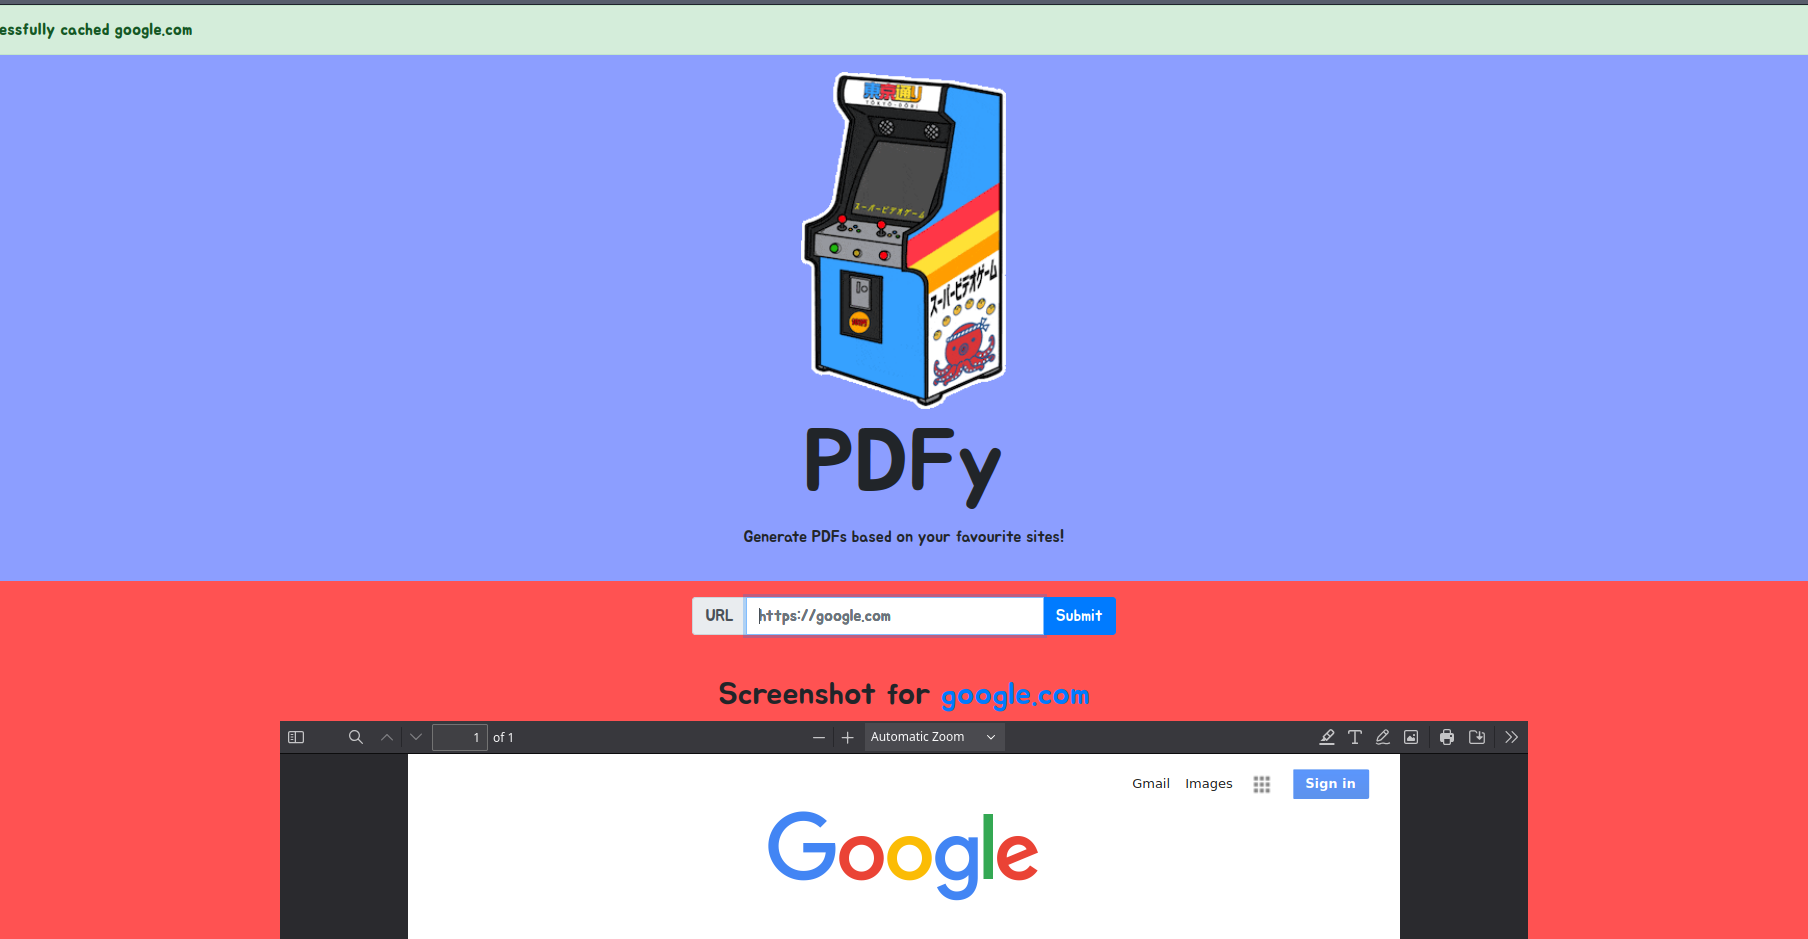 essfully cached google.com
東京通り
TOKYO-DORI
スーパービデオゲーム
スーパービデオゲーム
PDFy
Generate PDFs based on your favourite sites!
URL https://google.com Submit
Screenshot for google.com
1 of 1 Automatic Zoom
Gmail Images Sign in
Google